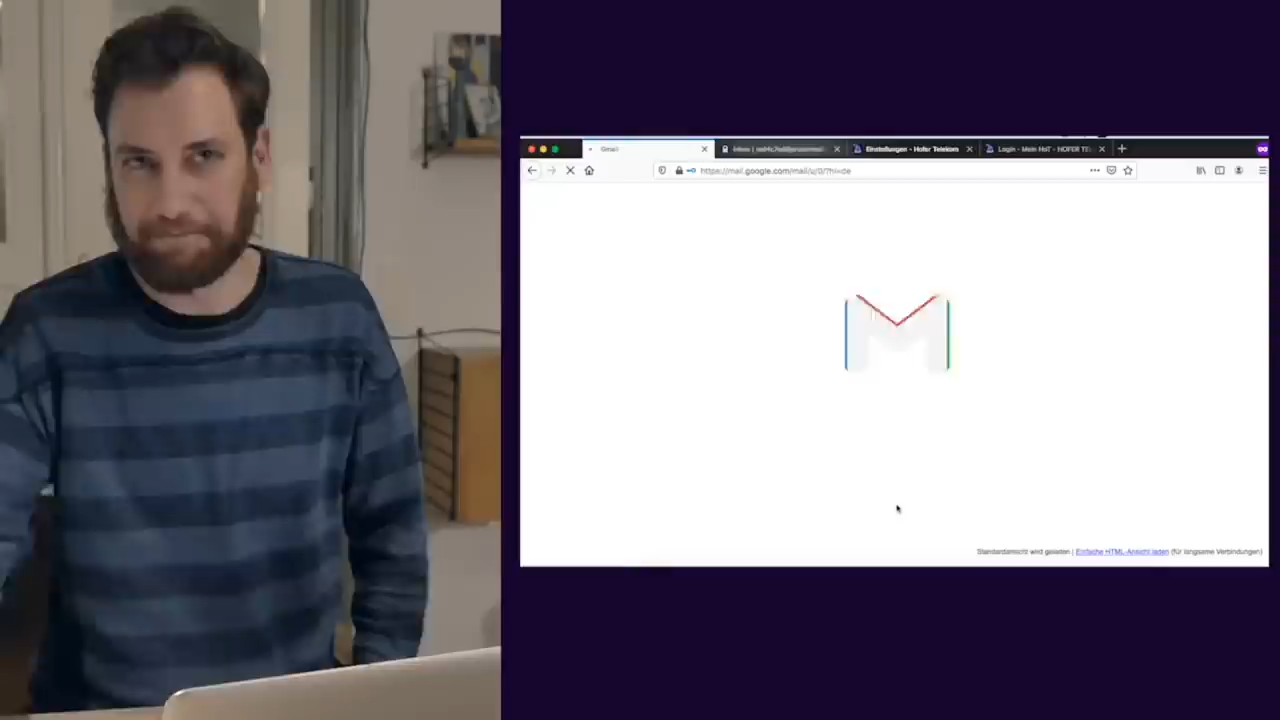 Gmail
Inbox |
Einstellungen - Hofer Telekom
Login - Mein HoT - HOFER TE
https://mail.google.com/mail/u/0/?hl=de
Standardansicht wird geladen | Einfache HTML-Ansicht laden (für langsame Verbindungen)